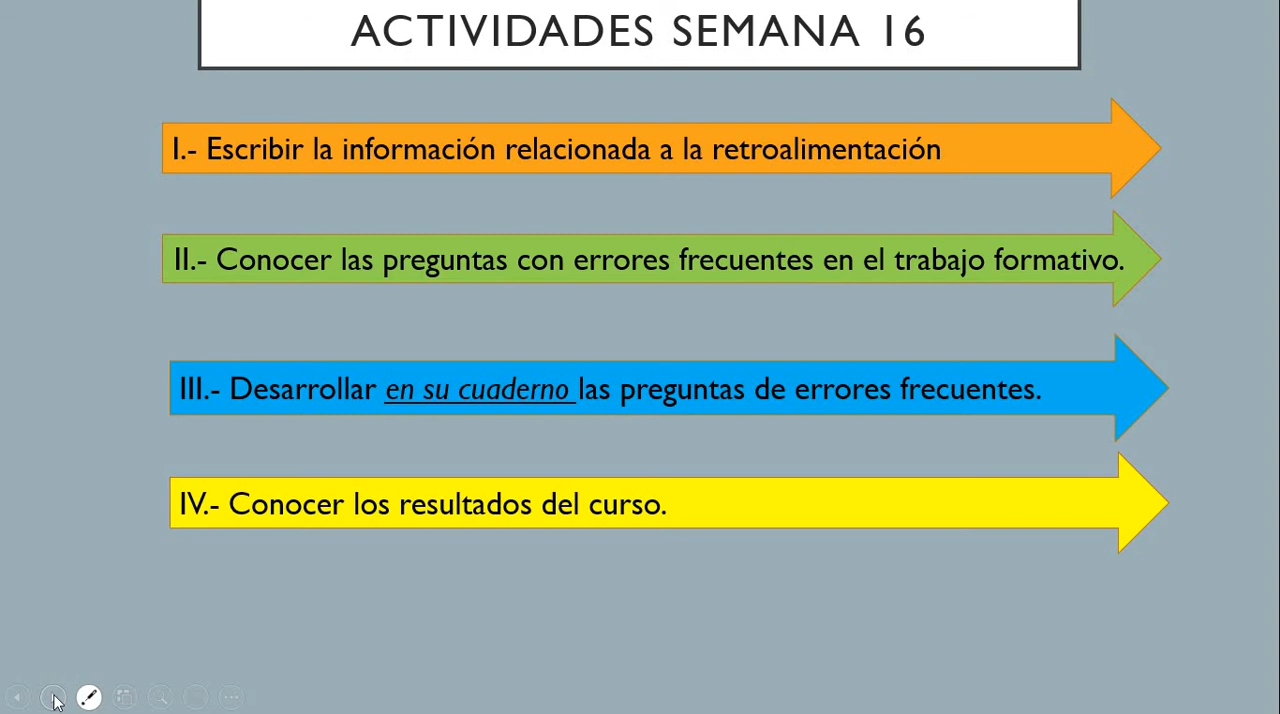 ACTIVIDADES SEMANA 16
I.- Escribir la información relacionada a la retroalimentación
II.- Conocer las preguntas con errores frecuentes en el trabajo formativo.
III.- Desarrollar en su cuaderno las preguntas de errores frecuentes.
IV.- Conocer los resultados del curso.